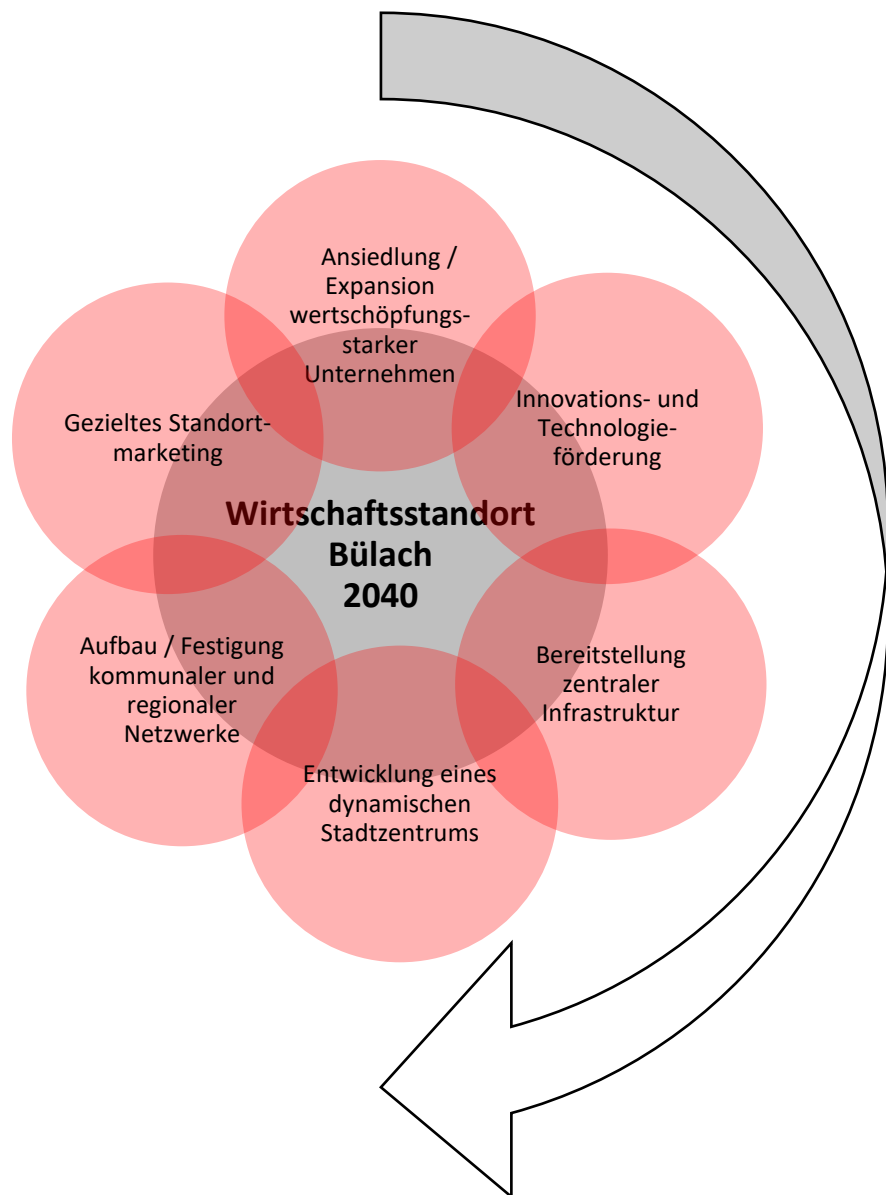 Ansiedlung /
Expansion
wertschöpfungs-
starker
Unternehmen
Innovations- und
Technologie-
förderung
Bereitstellung
zentraler
Infrastruktur
Entwicklung eines
dynamischen
Stadtzentrums
Aufbau / Festigung
kommunaler und
regionaler
Netzwerke
Gezieltes Standort-
marketing
Wirtschaftsstandort
Bülach
2040